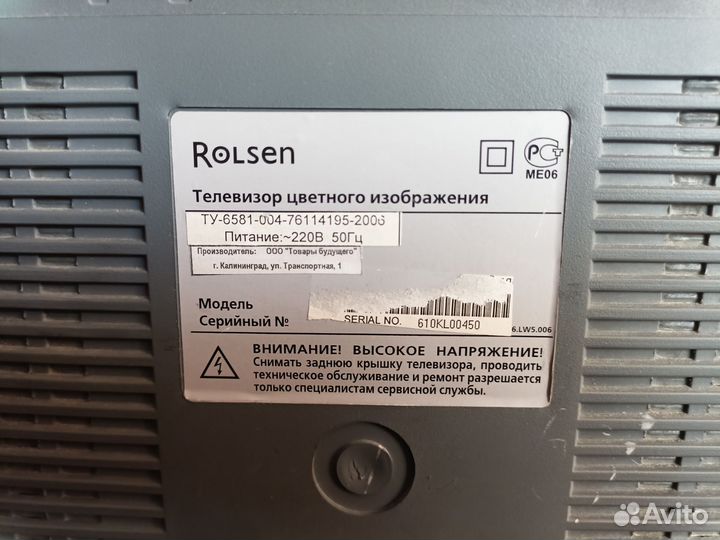 ROLSEN
РСТ
ME06
Телевизор цветного изображения
ТУ-6581-004-76114195-2006
Питание:~220В 50Гц
Производитель: ООО "Товары будущего"
г. Калининград, ул. Транспортная, 1
Модель
Серийный № SERIAL NO. 610KL00450
6.LW5.006
ВНИМАНИЕ! ВЫСОКОЕ НАПРЯЖЕНИЕ!
Снимать заднюю крышку телевизора, проводить
техническое обслуживание и ремонт разрешается
только специалистам сервисной службы.
Avito